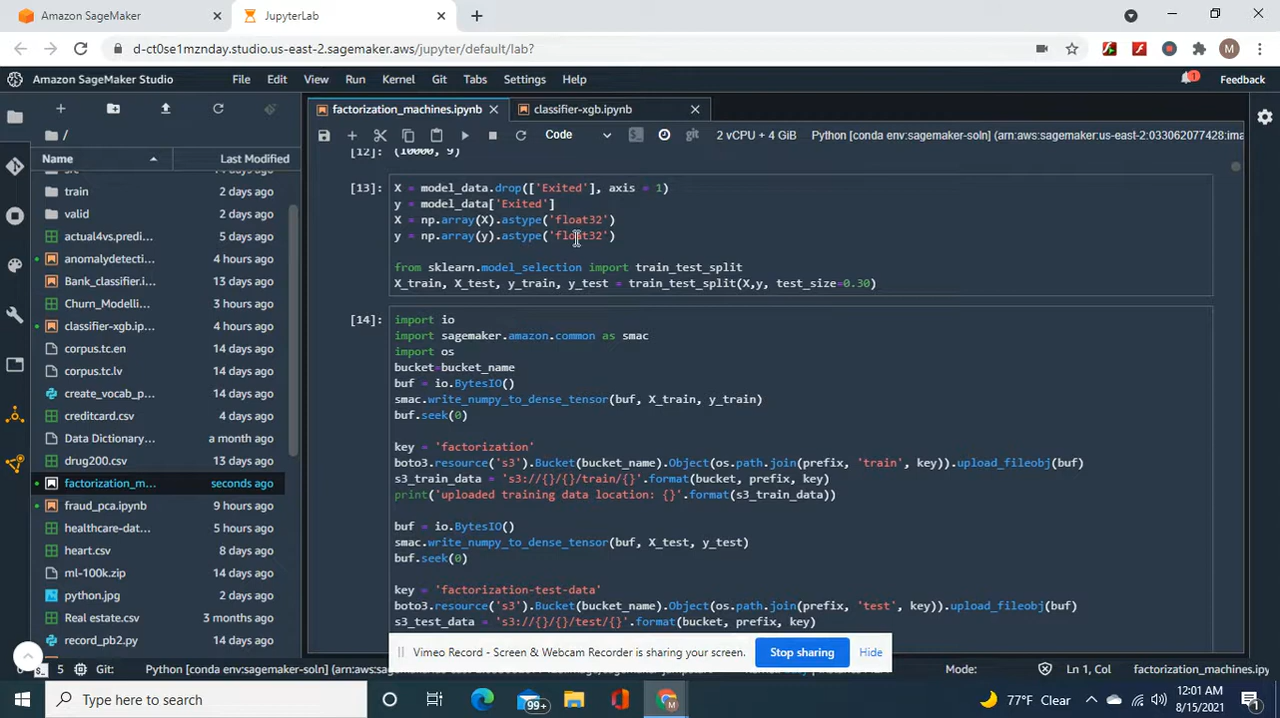 Amazon SageMaker
JupyterLab
d-ct0se1mznday.studio.us-east-2.sagemaker.aws/jupyter/default/lab?
M
Amazon SageMaker Studio
File Edit View Run Kernel Git Tabs Settings Help
1
Feedback
factorization_machines.ipynb
classifier-xgb.ipynb
Code
git
2 vCPU + 4 GiB
Python [conda env:sagemaker-soln] (arn:aws:sagemaker:us-east-2:033062077428:ima
/
Name Last Modified
src
train 2 days ago
valid 2 days ago
actual4vs.predi... 2 days ago
anomalydetecti... 4 hours ago
Bank_classifier.i... 13 days ago
Churn_Modelli... 3 hours ago
classifier-xgb.ip... 4 hours ago
corpus.tc.en 14 days ago
corpus.tc.lv 14 days ago
create_vocab_p... 14 days ago
creditcard.csv 4 days ago
Data Dictionary... a month ago
drug200.csv 13 days ago
factorization_m... seconds ago
fraud_pca.ipynb 9 hours ago
healthcare-dat... 5 hours ago
heart.csv 8 days ago
ml-100k.zip 14 days ago
python.jpg 2 days ago
Real estate.csv 3 months ago
record_pb2.py 14 days ago
[12]: (10000, 9)
[13]: X = model_data.drop(['Exited'], axis = 1)
y = model_data['Exited']
X = np.array(X).astype('float32')
y = np.array(y).astype('float32')
from sklearn.model_selection import train_test_split
X_train, X_test, y_train, y_test = train_test_split(X,y, test_size=0.30)
[14]: import io
import sagemaker.amazon.common as smac
import os
bucket=bucket_name
buf = io.BytesIO()
smac.write_numpy_to_dense_tensor(buf, X_train, y_train)
buf.seek(0)
key = 'factorization'
boto3.resource('s3').Bucket(bucket_name).Object(os.path.join(prefix, 'train', key)).upload_fileobj(buf)
s3_train_data = 's3://{}/{}/train/{}'.format(bucket, prefix, key)
print('uploaded training data location: {}'.format(s3_train_data))
buf = io.BytesIO()
smac.write_numpy_to_dense_tensor(buf, X_test, y_test)
buf.seek(0)
key = 'factorization-test-data'
boto3.resource('s3').Bucket(bucket_name).Object(os.path.join(prefix, 'test', key)).upload_fileobj(buf)
s3_test_data = 's3://{}/{}/test/{}'.format(bucket, prefix, key)
Vimeo Record - Screen & Webcam Recorder is sharing your screen.
Stop sharing
Hide
5
Git:
Python [conda env:sagemaker-soln] (arn:aws
Mode:
Ln 1, Col 1
factorization_machines.ipy
Type here to search
99+
M
77°F Clear
12:01 AM
8/15/2021
1